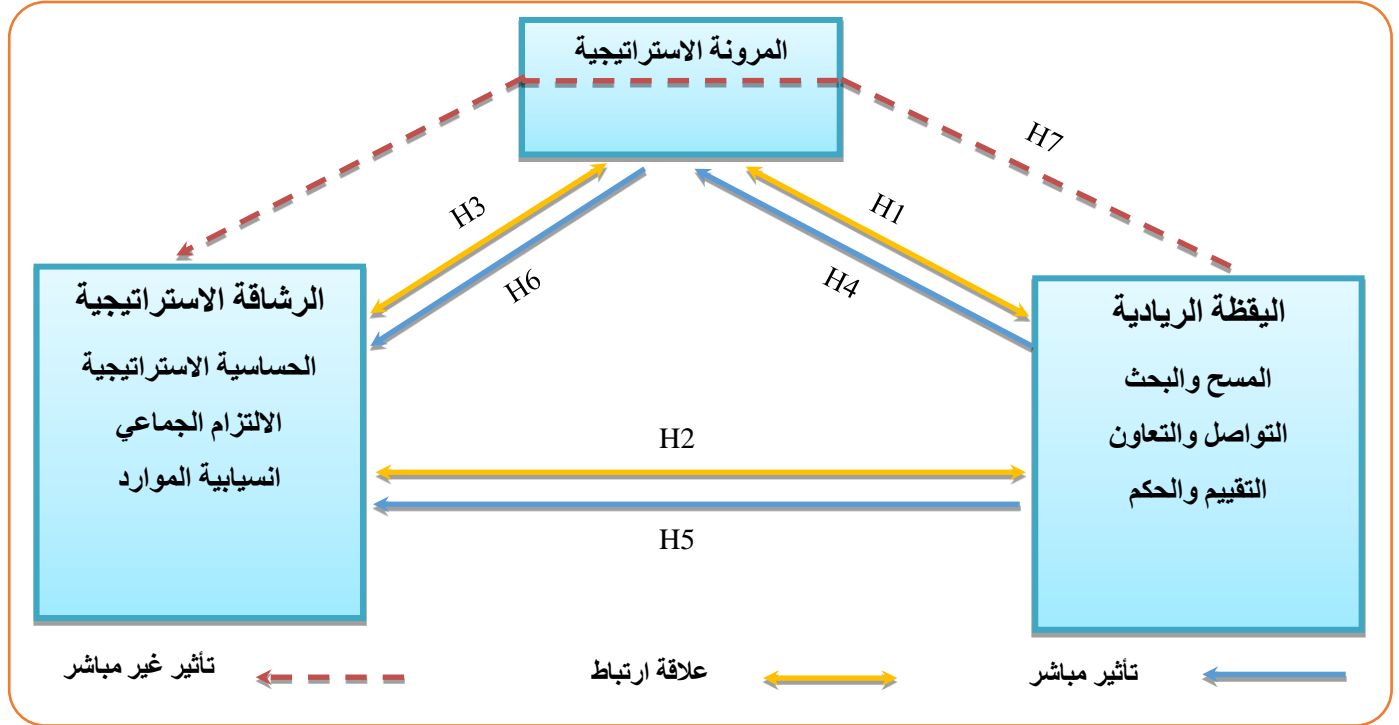 المرونة الاستراتيجية
H7
H1
H3
H4
H6
اليقظة الريادية
المسح والبحث
التواصل والتعاون
التقييم والحكم
الرشاقة الاستراتيجية
الحساسية الاستراتيجية
الالتزام الجماعي
انسيابية الموارد
H2
H5
تأثير مباشر
علاقة ارتباط
تأثير غير مباشر